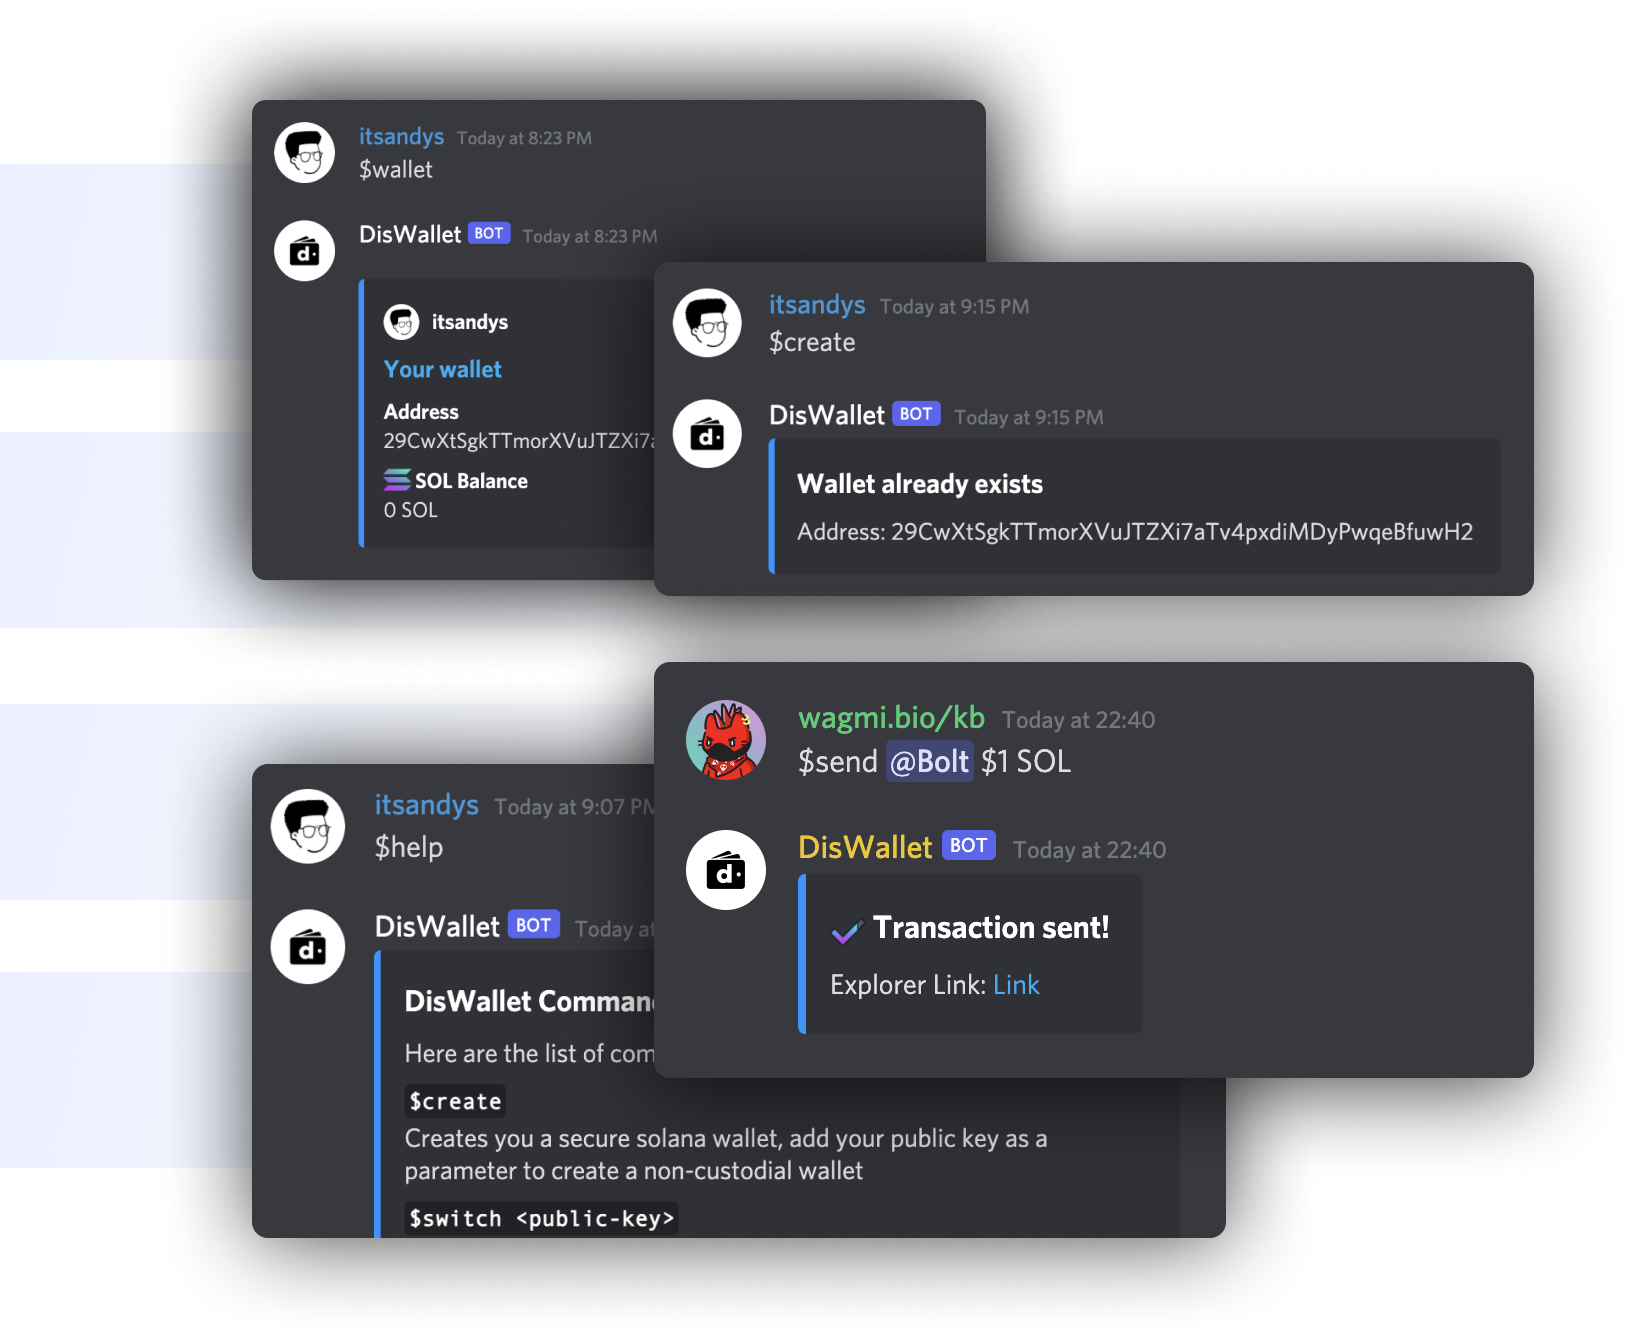 itsandys Today at 8:23 PM
$wallet
DisWallet BOT Today at 8:23 PM
itsandys
Your wallet
Address
29CwXtSgkTTmorXVuJTZXi7a
SOL Balance
0 SOL
itsandys Today at 9:15 PM
$create
d
DisWallet BOT Today at 9:15 PM
Wallet already exists
Address: 29CwXtSgkTTmorXVuJTZXi7aTv4pxdiMDyPwqeBfuwH2
wagmi.bio/kb Today at 22:40
$send @Bolt $1 SOL
DisWallet BOT Today at 22:40
Transaction sent!
Explorer Link: Link
itsandys Today at 9:07 PM
$help
DisWallet BOT Today at
DisWallet Comman
Here are the list of com
$create
Creates you a secure solana wallet, add your public key as a
parameter to create a non-custodial wallet
$switch <public-key>